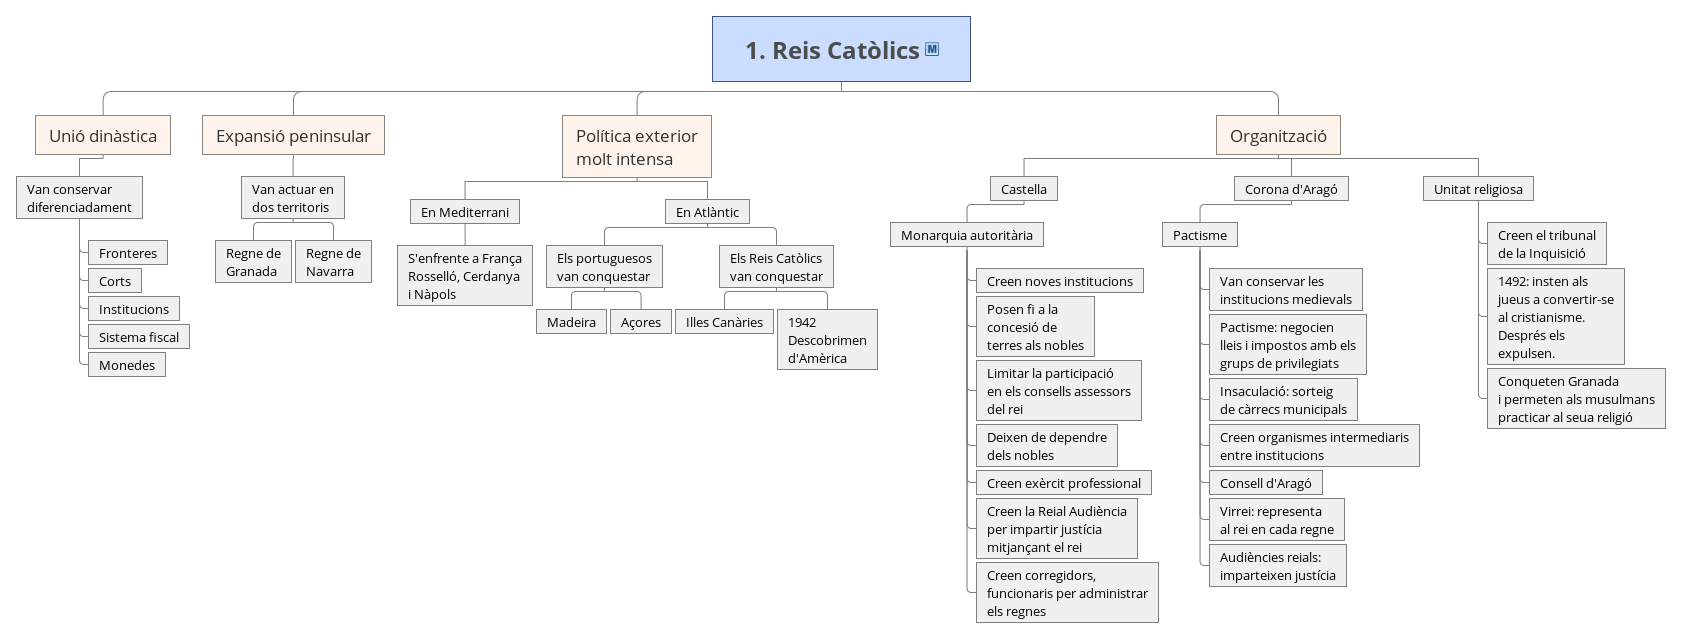 1. Reis Catòlics M
Unió dinàstica
Van conservar
diferenciadament
Fronteres
Corts
Institucions
Sistema fiscal
Monedes
Expansió peninsular
Van actuar en
dos territoris
Regne de
Granada
Regne de
Navarra
Política exterior
molt intensa
En Mediterrani
S'enfrente a França
Rosselló, Cerdanya
i Nàpols
En Atlàntic
Els portuguesos
van conquestar
Madeira
Açores
Els Reis Catòlics
van conquestar
Illes Canàries
1942
Descobrimen
d'Amèrica
Organització
Castella
Monarquia autoritària
Creen noves institucions
Posen fi a la
concesió de
terres als nobles
Limitar la participació
en els consells assessors
del rei
Deixen de dependre
dels nobles
Creen exèrcit professional
Creen la Reial Audiència
per impartir justícia
mitjançant el rei
Creen corregidors,
funcionaris per administrar
els regnes
Corona d'Aragó
Pactisme
Van conservar les
institucions medievals
Pactisme: negocien
lleis i impostos amb els
grups de privilegiats
Insaculació: sorteig
de càrrecs municipals
Creen organismes intermediaris
entre institucions
Consell d'Aragó
Virrei: representa
al rei en cada regne
Audiències reials:
imparteixen justícia
Unitat religiosa
Creen el tribunal
de la Inquisició
1492: insten als
jueus a convertir-se
al cristianisme.
Després els
expulsen.
Conqueten Granada
i permeten als musulmans
practicar al seua religió